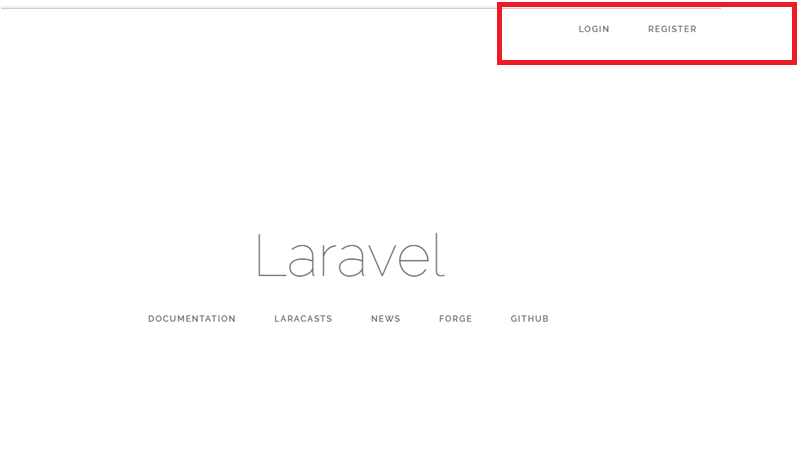 LOGIN REGISTER
Laravel
DOCUMENTATION LARACASTS NEWS FORGE GITHUB